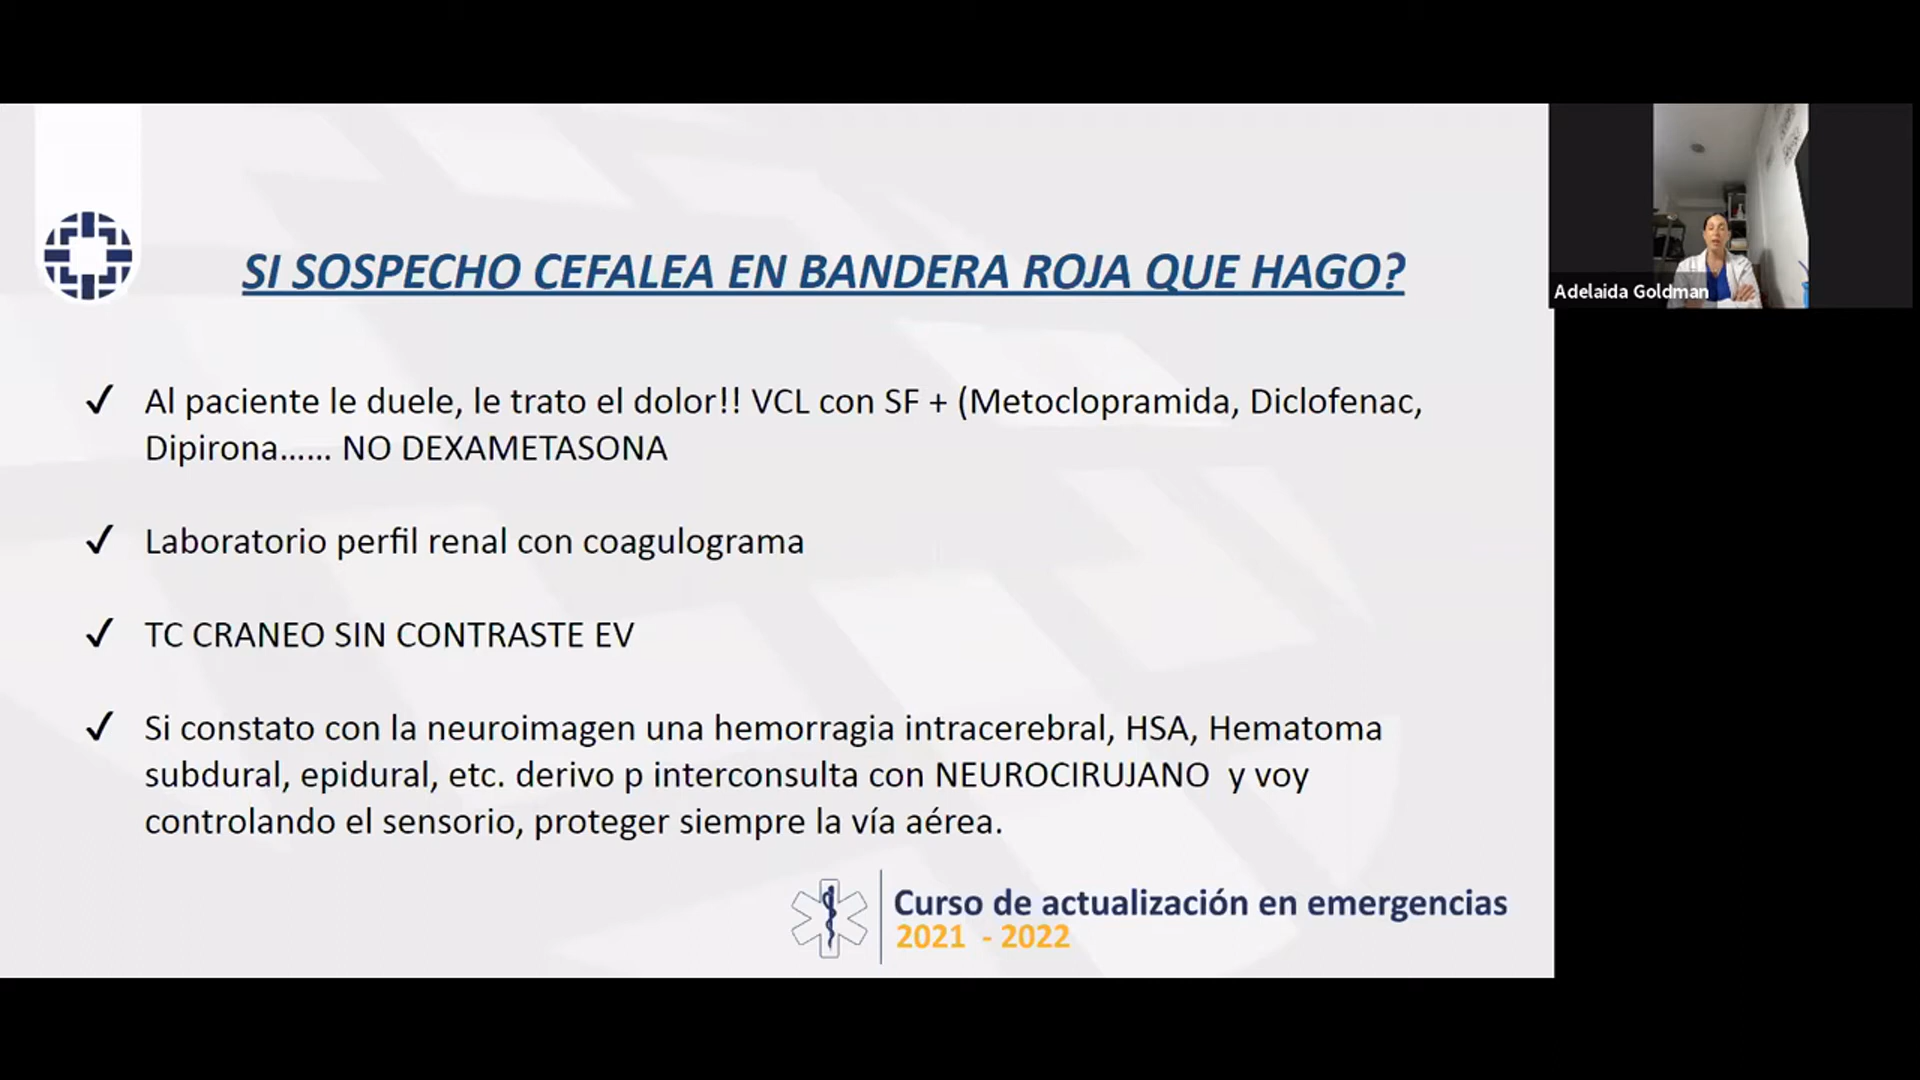 SI SOSPECHO CEFALEA EN BANDERA ROJA QUE HAGO?
Adelaida Goldman
✓ Al paciente le duele, le trato el dolor!! VCL con SF + (Metoclopramida, Diclofenac,
Dipirona...... NO DEXAMETASONA
✓ Laboratorio perfil renal con coagulograma
✓ TC CRANEO SIN CONTRASTE EV
✓ Si constato con la neuroimagen una hemorragia intracerebral, HSA, Hematoma
subdural, epidural, etc. derivo p interconsulta con NEUROCIRUJANO y voy
controlando el sensorio, proteger siempre la vía aérea.
Curso de actualización en emergencias
2021 - 2022